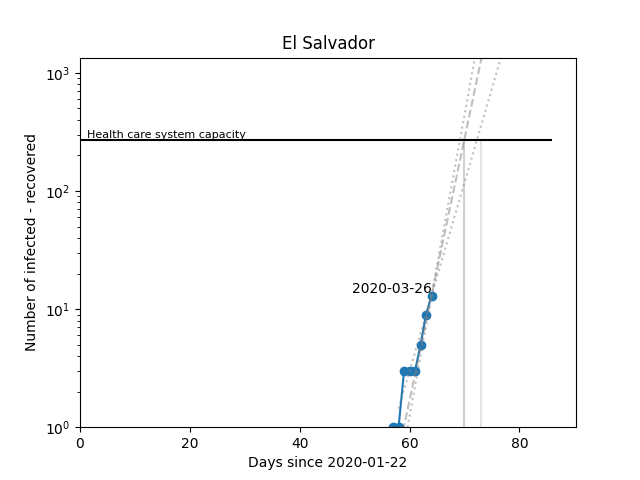 El Salvador
Number of infected - recovered
10³
10²
10¹
10⁰
Health care system capacity
2020-03-26
0 20 40 60 80
Days since 2020-01-22